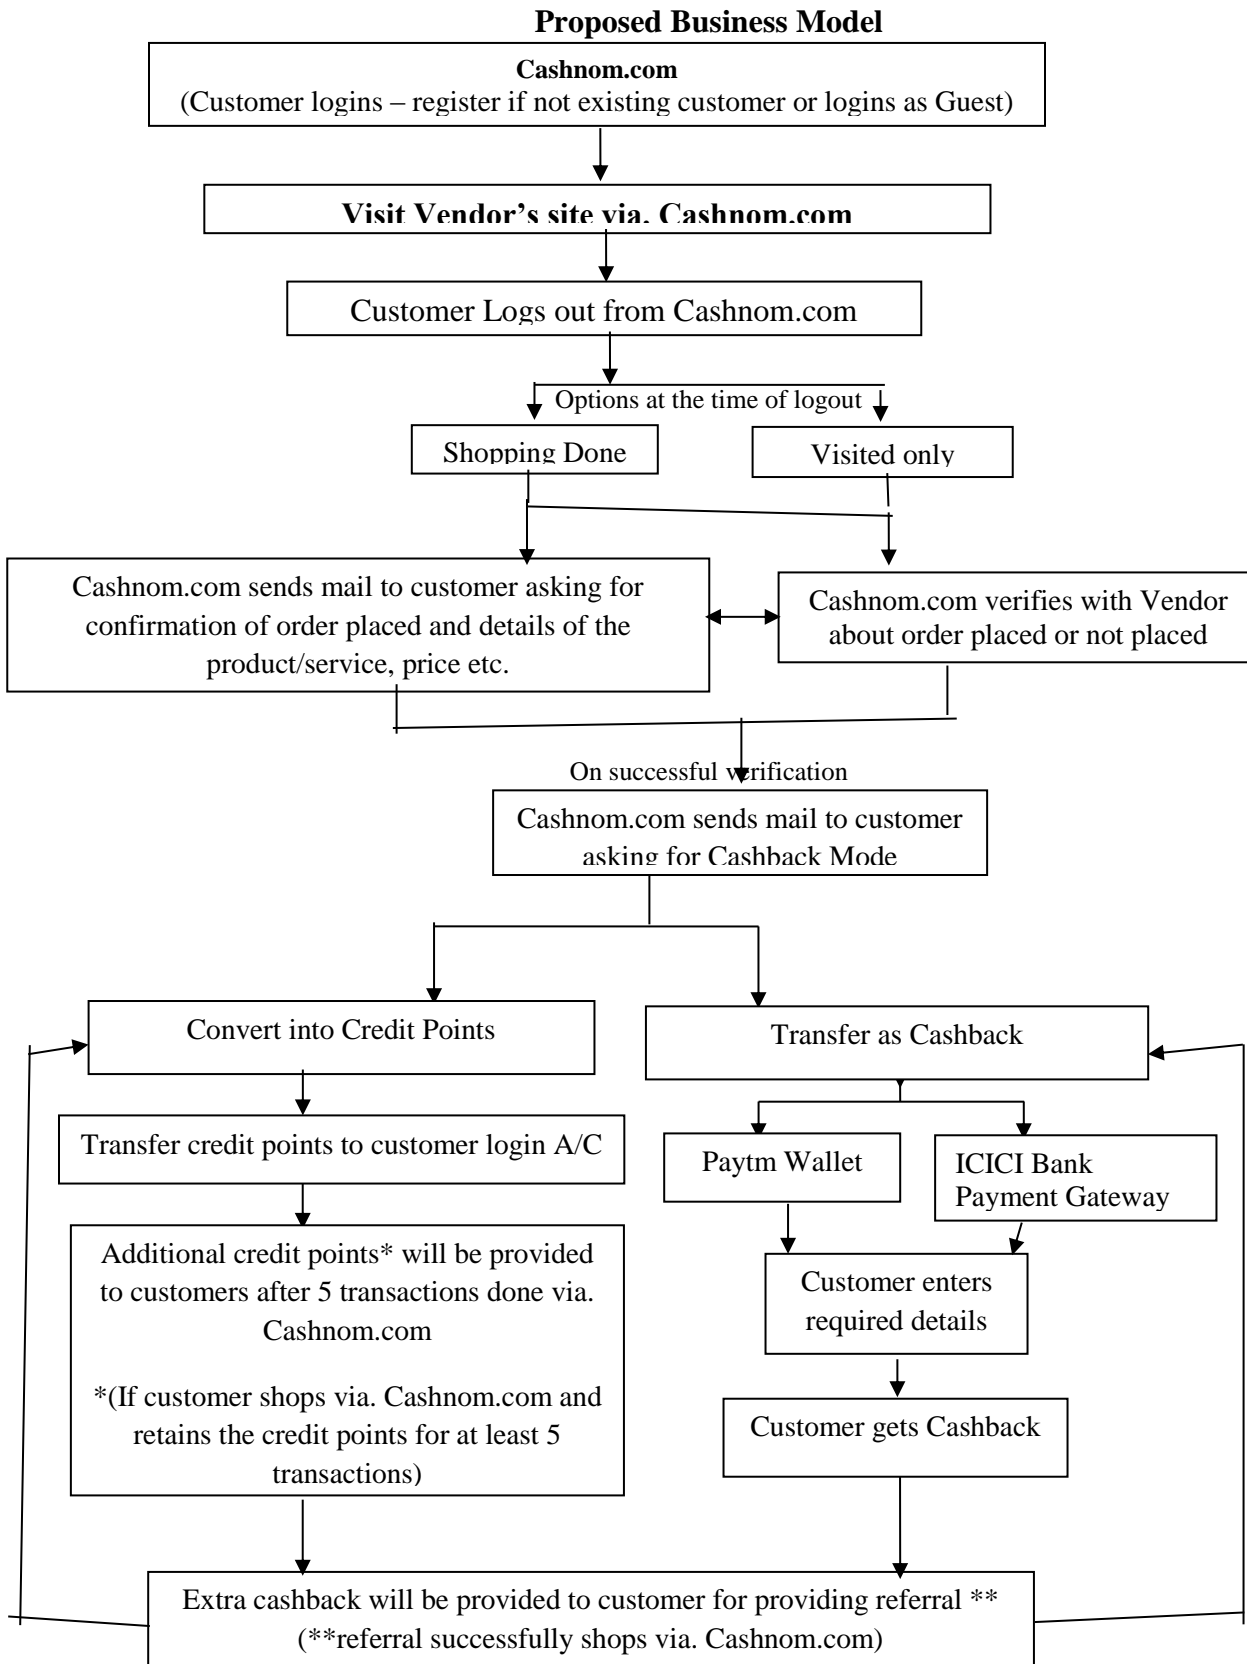 Proposed Business Model
Cashnom.com
(Customer logins – register if not existing customer or logins as Guest)
Visit Vendor’s site via. Cashnom.com
Customer Logs out from Cashnom.com
Options at the time of logout
Shopping Done
Visited only
Cashnom.com sends mail to customer asking for
confirmation of order placed and details of the
product/service, price etc.
Cashnom.com verifies with Vendor
about order placed or not placed
On successful verification
Cashnom.com sends mail to customer
asking for Cashback Mode
Convert into Credit Points
Transfer as Cashback
Transfer credit points to customer login A/C
Paytm Wallet
ICICI Bank
Payment Gateway
Additional credit points* will be provided
to customers after 5 transactions done via.
Cashnom.com
*(If customer shops via. Cashnom.com and
retains the credit points for at least 5
transactions)
Customer enters
required details
Customer gets Cashback
Extra cashback will be provided to customer for providing referral **
(**referral successfully shops via. Cashnom.com)